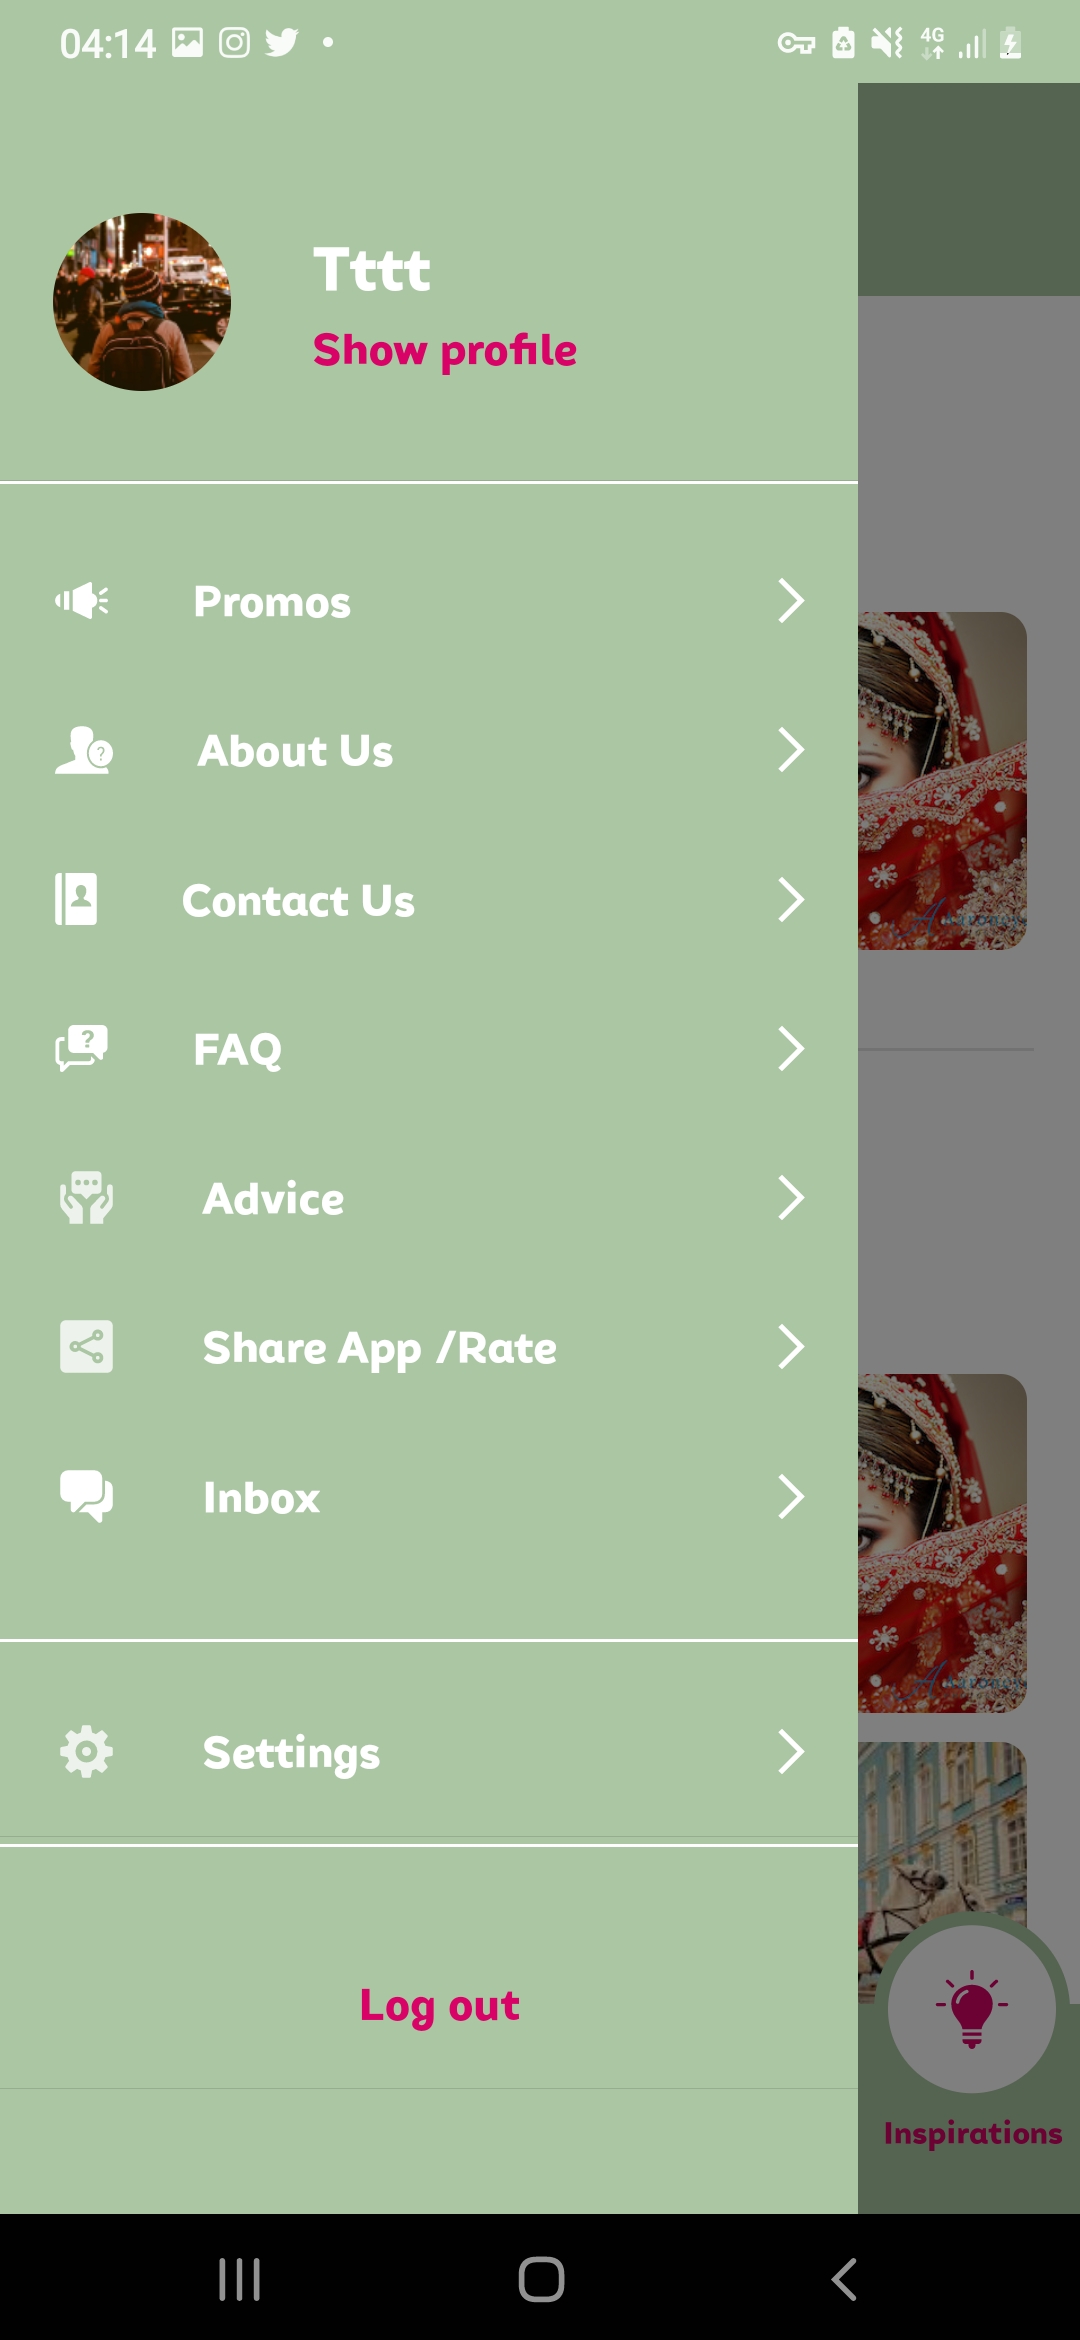 04:14
4G
Tttt
Show profile
Promos
About Us
Contact Us
FAQ
Advice
Share App /Rate
Inbox
Settings
Log out
Inspirations